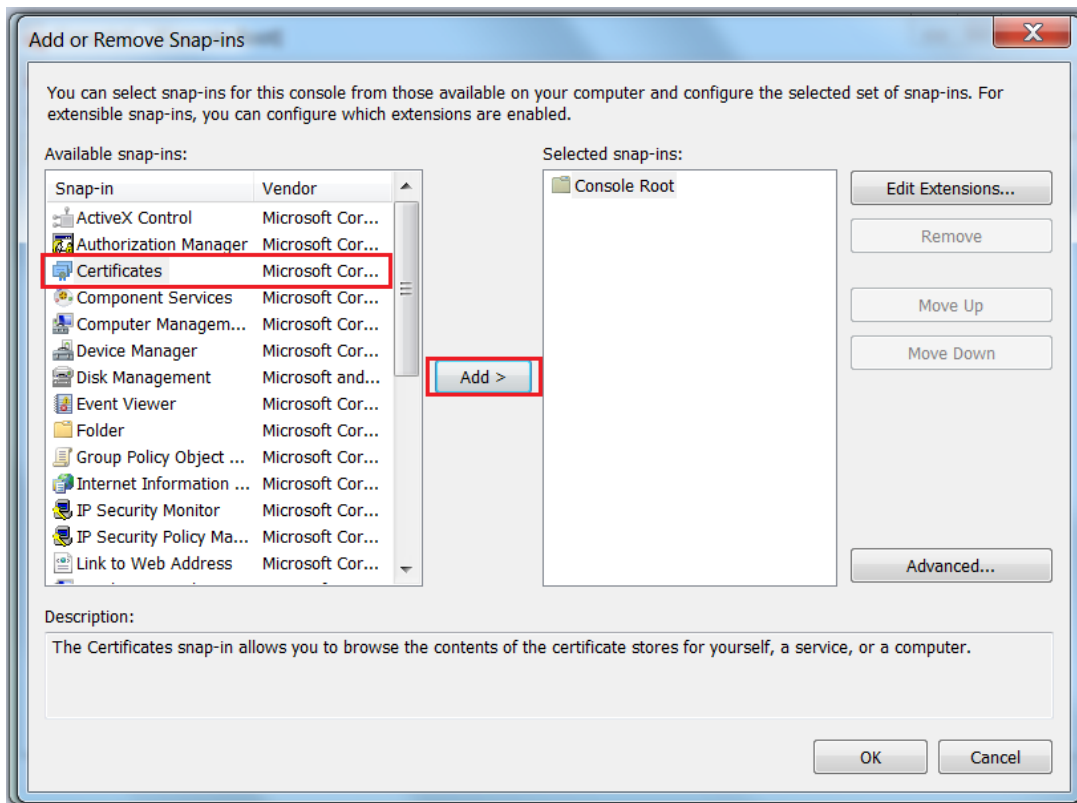 Add or Remove Snap-ins
You can select snap-ins for this console from those available on your computer and configure the selected set of snap-ins. For
extensible snap-ins, you can configure which extensions are enabled.
Available snap-ins:
Snap-in Vendor
ActiveX Control Microsoft Cor...
Authorization Manager Microsoft Cor...
Certificates Microsoft Cor...
Component Services Microsoft Cor...
Computer Managem... Microsoft Cor...
Device Manager Microsoft Cor...
Disk Management Microsoft and...
Event Viewer Microsoft Cor...
Folder Microsoft Cor...
Group Policy Object ... Microsoft Cor...
Internet Information ... Microsoft Cor...
IP Security Monitor Microsoft Cor...
IP Security Policy Ma... Microsoft Cor...
Link to Web Address Microsoft Cor...
Add >
Selected snap-ins:
Console Root
Edit Extensions...
Remove
Move Up
Move Down
Advanced...
Description:
The Certificates snap-in allows you to browse the contents of the certificate stores for yourself, a service, or a computer.
OK
Cancel